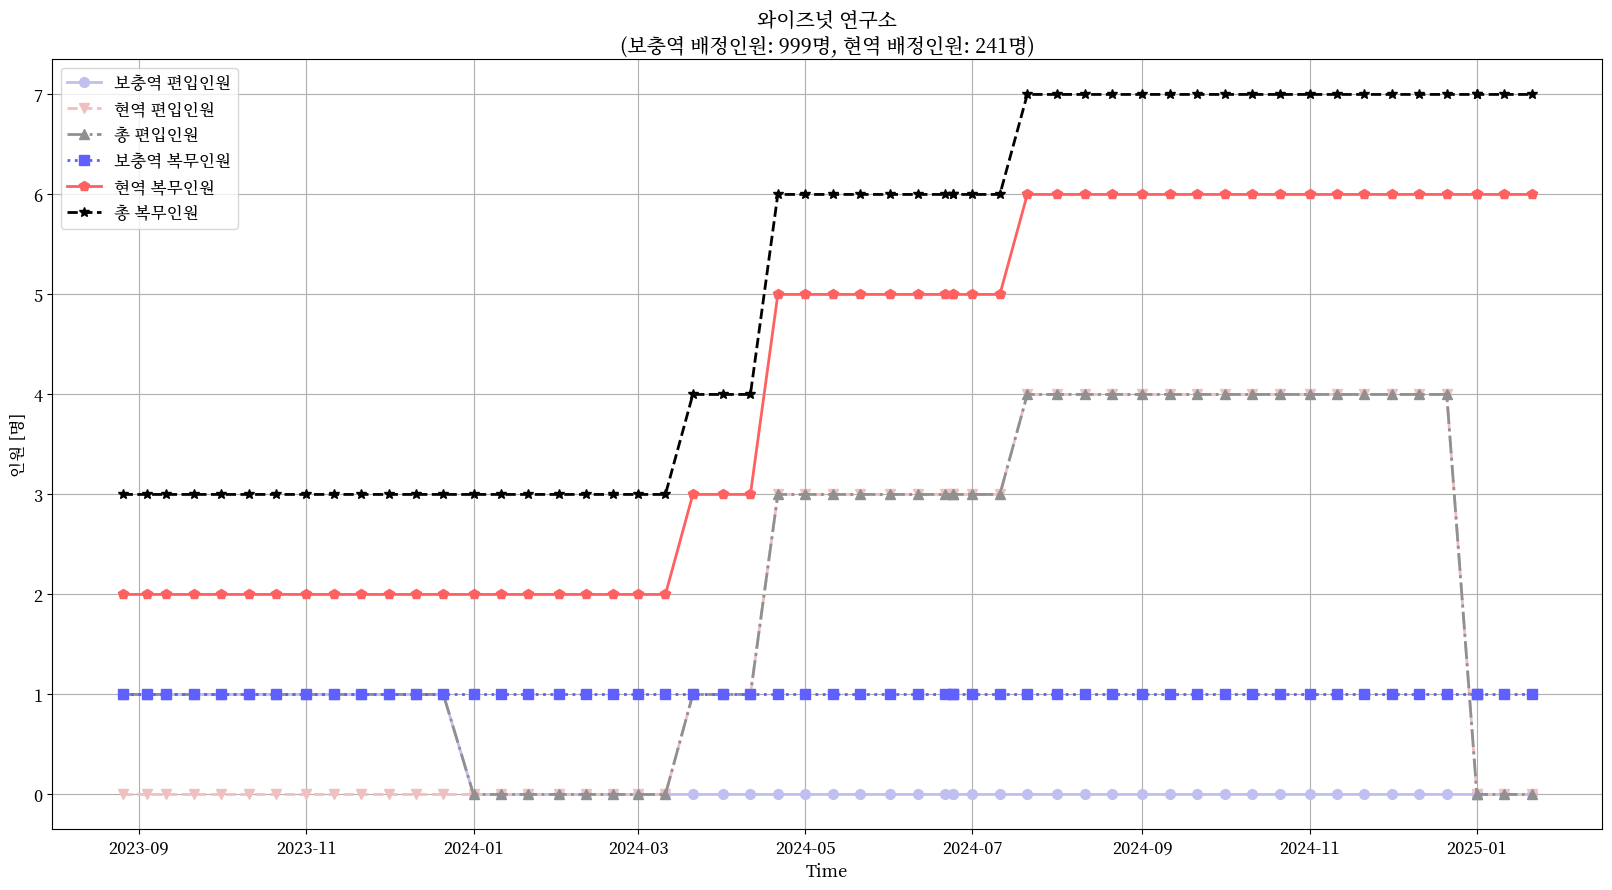 와이즈넛 연구소
(보충역 배정인원: 999명, 현역 배정인원: 241명)
보충역 편입인원
현역 편입인원
총 편입인원
보충역 복무인원
현역 복무인원
총 복무인원
인원 [명]
7
6
5
4
3
2
1
0
2023-09
2023-11
2024-01
2024-03
2024-05
2024-07
2024-09
2024-11
2025-01
Time